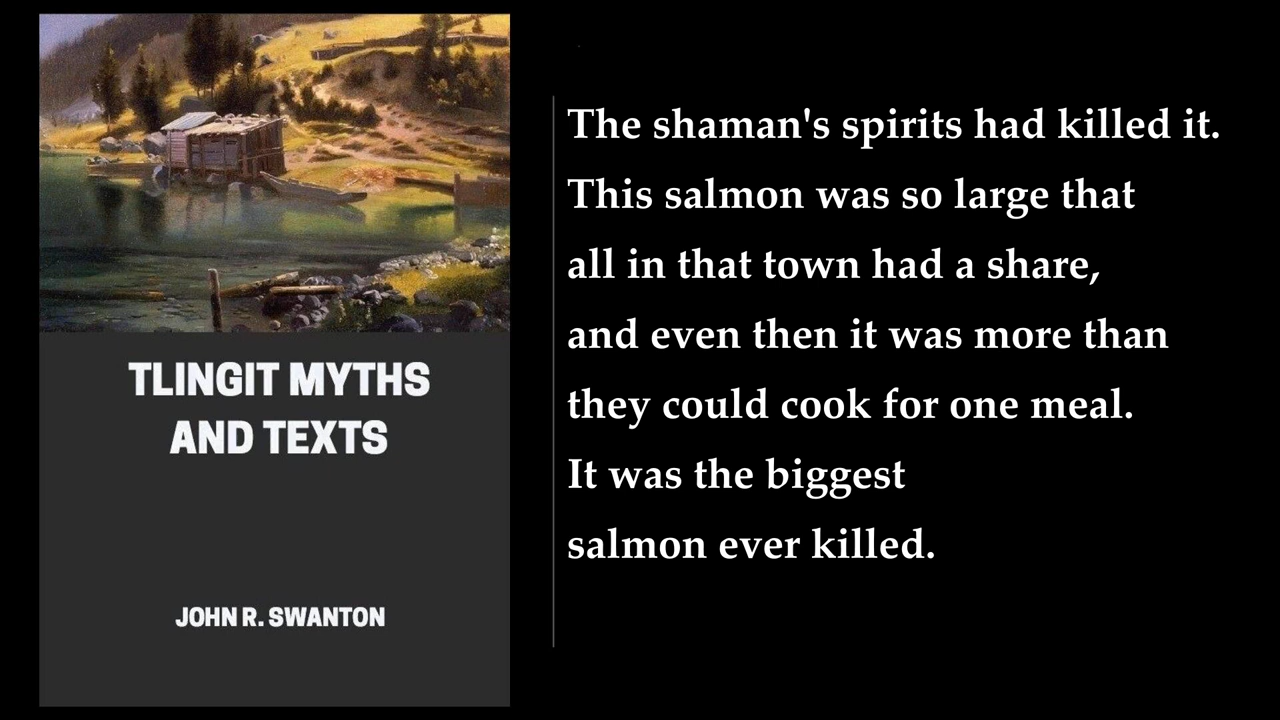 TLINGIT MYTHS
AND TEXTS
JOHN R. SWANTON
The shaman's spirits had killed it.
This salmon was so large that
all in that town had a share,
and even then it was more than
they could cook for one meal.
It was the biggest
salmon ever killed.